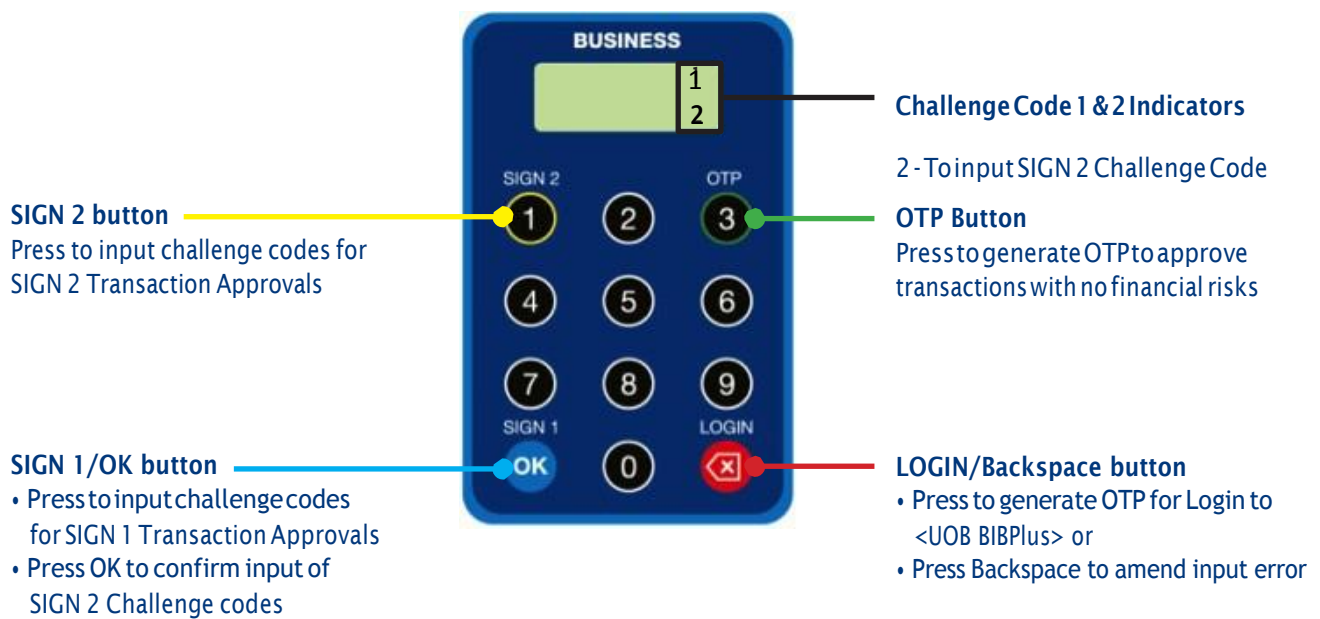 BUSINESS
1
2
Challenge Code 1 & 2 Indicators
2 - To input SIGN 2 Challenge Code
SIGN 2
OTP
1
2
3
SIGN 2 button
Press to input challenge codes for
SIGN 2 Transaction Approvals
OTP Button
Press to generate OTP to approve
transactions with no financial risks
4
5
6
7
8
9
SIGN 1
LOGIN
OK
0
SIGN 1/OK button
• Press to input challenge codes
for SIGN 1 Transaction Approvals
• Press OK to confirm input of
SIGN 2 Challenge codes
LOGIN/Backspace button
• Press to generate OTP for Login to
<UOB BIBPlus> or
• Press Backspace to amend input error